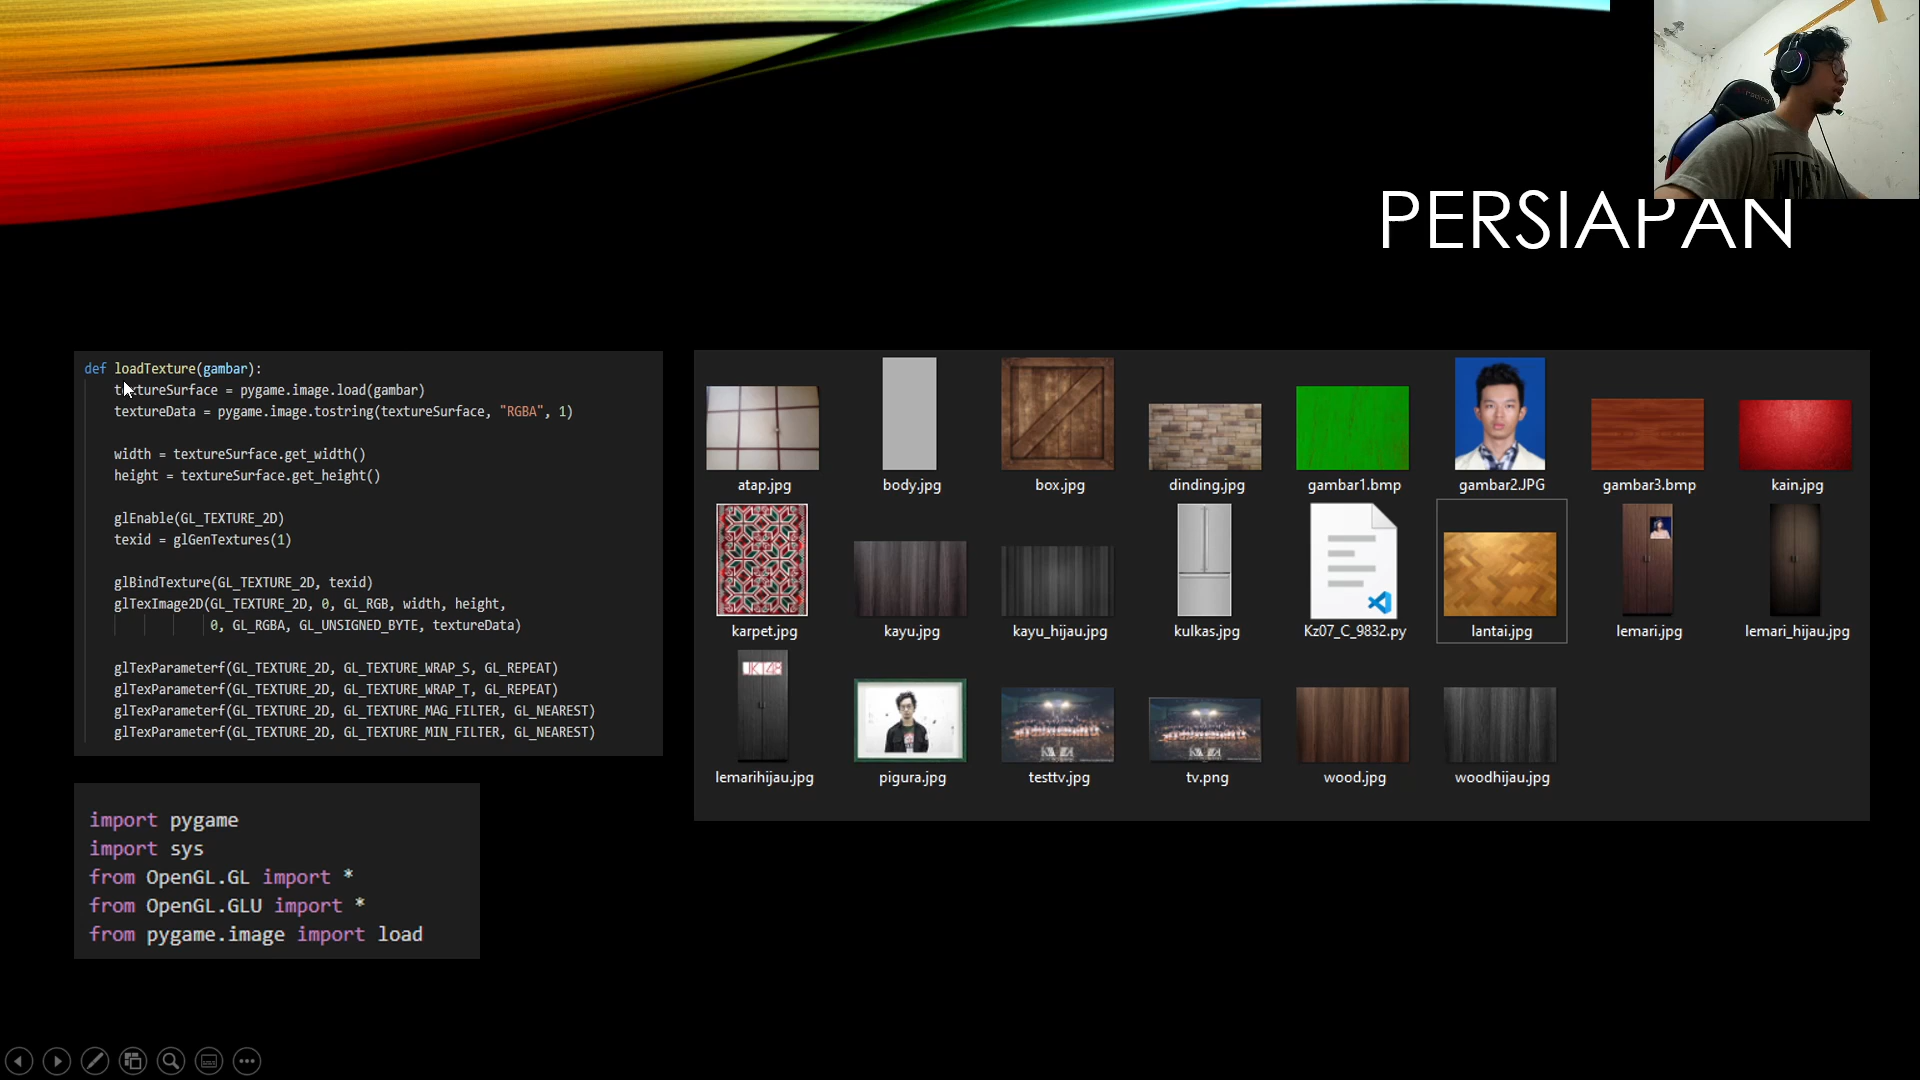 PERSIAPAN
def loadTexture(gambar):
textureSurface = pygame.image.load(gambar)
textureData = pygame.image.tostring(textureSurface, "RGBA", 1)
width = textureSurface.get_width()
height = textureSurface.get_height()
glEnable(GL_TEXTURE_2D)
texid = glGenTextures(1)
glBindTexture(GL_TEXTURE_2D, texid)
glTexImage2D(GL_TEXTURE_2D, 0, GL_RGB, width, height,
0, GL_RGBA, GL_UNSIGNED_BYTE, textureData)
glTexParameterf(GL_TEXTURE_2D, GL_TEXTURE_WRAP_S, GL_REPEAT)
glTexParameterf(GL_TEXTURE_2D, GL_TEXTURE_WRAP_T, GL_REPEAT)
glTexParameterf(GL_TEXTURE_2D, GL_TEXTURE_MAG_FILTER, GL_NEAREST)
glTexParameterf(GL_TEXTURE_2D, GL_TEXTURE_MIN_FILTER, GL_NEAREST)
import pygame
import sys
from OpenGL.GL import *
from OpenGL.GLU import *
from pygame.image import load
atap.jpg body.jpg box.jpg dinding.jpg gambar1.bmp gambar2.JPG gambar3.bmp kain.jpg
karpet.jpg kayu.jpg kayu_hijau.jpg kulkas.jpg Kz07_C_9832.py lantai.jpg lemari.jpg lemari_hijau.jpg
JKT48
lemarihijau.jpg pigura.jpg testtv.jpg tv.png wood.jpg woodhijau.jpg